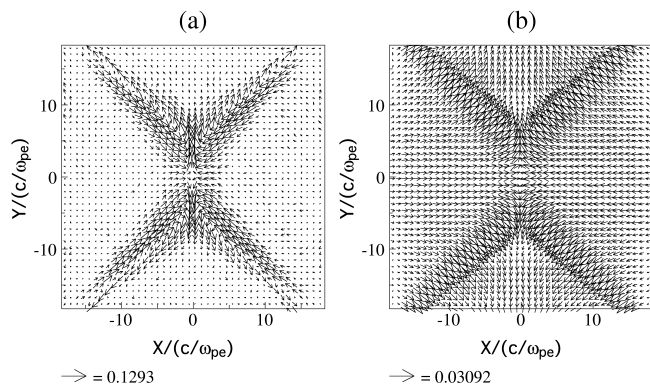 (a) (b)
Y/(c/ωpe) 10 0 -10
-10 0 10
X/(c/ωpe)
= 0.1293
Y/(c/ωpe) 10 0 -10
-10 0 10
X/(c/ωpe)
= 0.03092